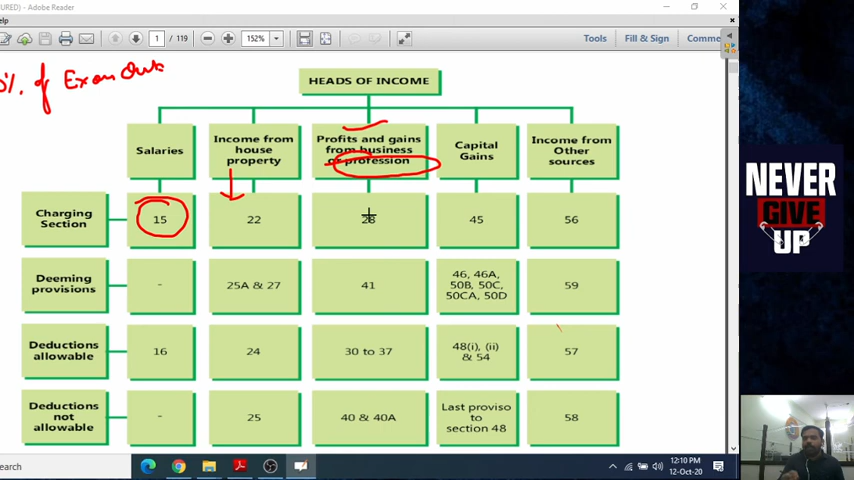 URED) - Adobe Reader
elp
1 / 119
152%
Tools
Fill & Sign
Comme
%. of Exam
HEADS OF INCOME
Salaries
Income from house property
Profits and gains from business or profession
Capital Gains
Income from Other sources
Charging Section
15
22
28
45
56
Deeming provisions
-
25A & 27
41
46, 46A, 50B, 50C, 50CA, 50D
59
Deductions allowable
16
24
30 to 37
48(i), (ii) & 54
57
Deductions not allowable
-
25
40 & 40A
Last proviso to section 48
58
NEVER
GIVE
UP
search
12:10 PM
12-Oct-20